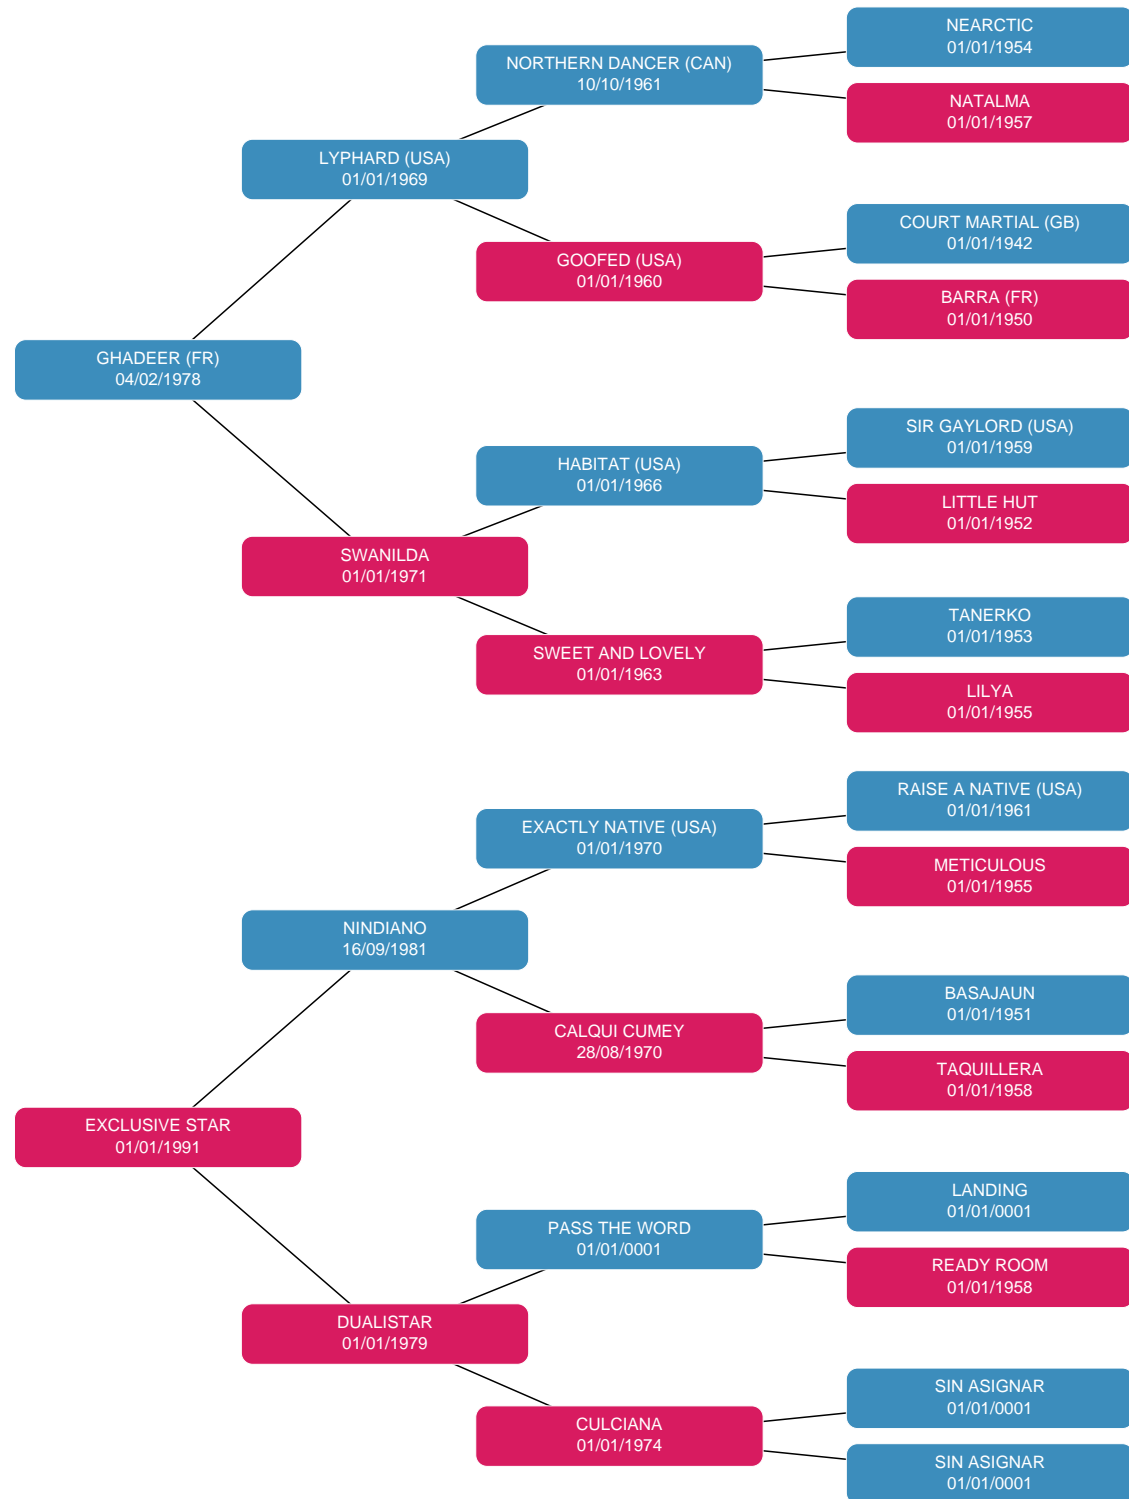 NEARCTIC
01/01/1954
NORTHERN DANCER (CAN)
10/10/1961
NATALMA
01/01/1957
LYPHARD (USA)
01/01/1969
COURT MARTIAL (GB)
01/01/1942
GOOFED (USA)
01/01/1960
BARRA (FR)
01/01/1950
GHADEER (FR)
04/02/1978
SIR GAYLORD (USA)
01/01/1959
HABITAT (USA)
01/01/1966
LITTLE HUT
01/01/1952
SWANILDA
01/01/1971
TANERKO
01/01/1953
SWEET AND LOVELY
01/01/1963
LILYA
01/01/1955
RAISE A NATIVE (USA)
01/01/1961
EXACTLY NATIVE (USA)
01/01/1970
METICULOUS
01/01/1955
NINDIANO
16/09/1981
BASAJAUN
01/01/1951
CALQUI CUMEY
28/08/1970
TAQUILLERA
01/01/1958
EXCLUSIVE STAR
01/01/1991
LANDING
01/01/0001
PASS THE WORD
01/01/0001
READY ROOM
01/01/1958
DUALISTAR
01/01/1979
SIN ASIGNAR
01/01/0001
CULCIANA
01/01/1974
SIN ASIGNAR
01/01/0001